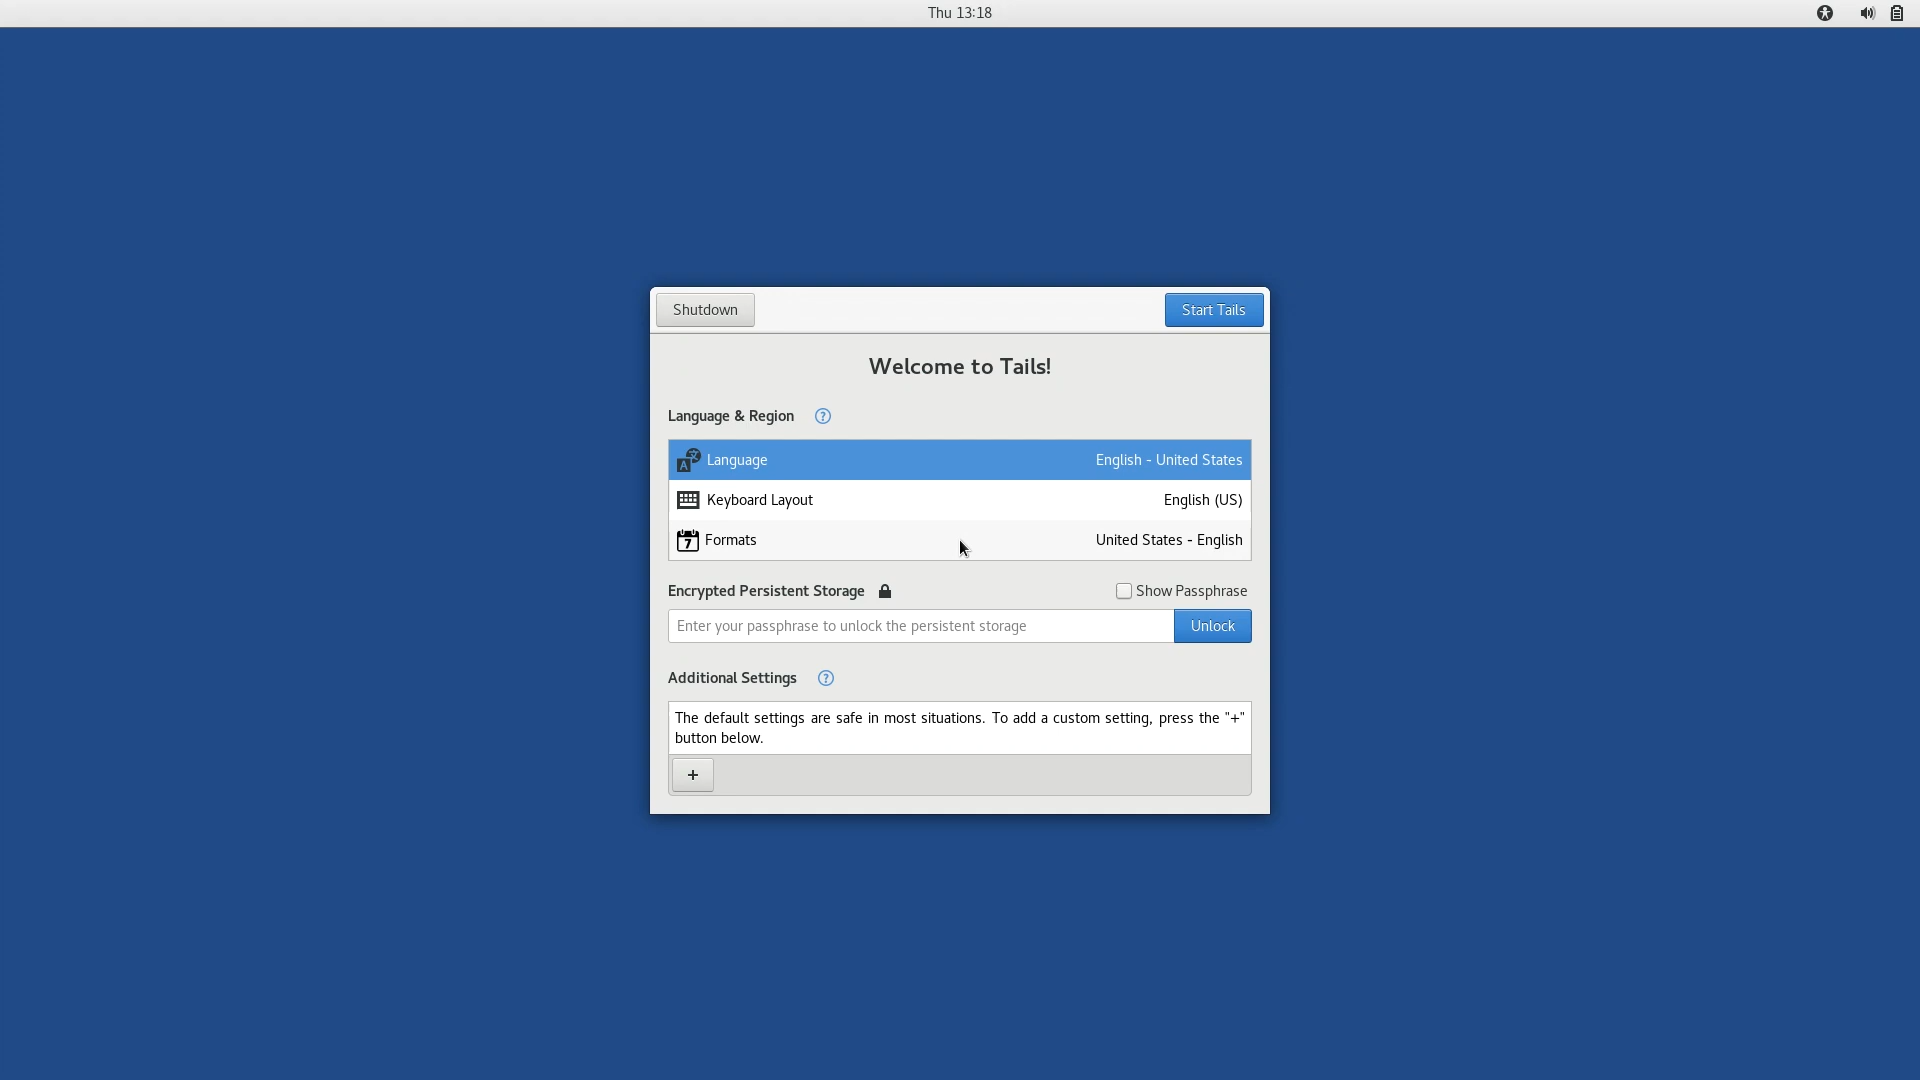 Thu 13:18
Shutdown
Start Tails
Welcome to Tails!
Language & Region ?
Language English - United States
Keyboard Layout English (US)
7 Formats United States - English
Encrypted Persistent Storage Show Passphrase
Enter your passphrase to unlock the persistent storage Unlock
Additional Settings ?
The default settings are safe in most situations. To add a custom setting, press the "+"
button below.
+